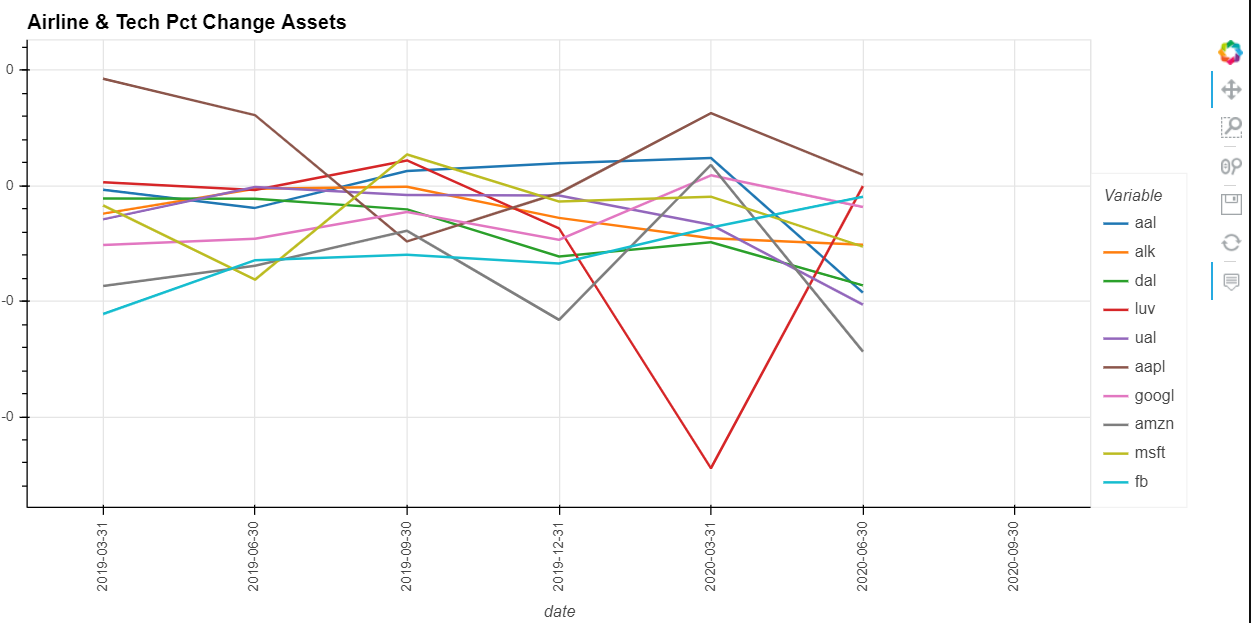 Airline & Tech Pct Change Assets
0
0
-0
-0
2019-03-31
2019-06-30
2019-09-30
2019-12-31
2020-03-31
2020-06-30
2020-09-30
date
Variable
aal
alk
dal
luv
ual
aapl
googl
amzn
msft
fb